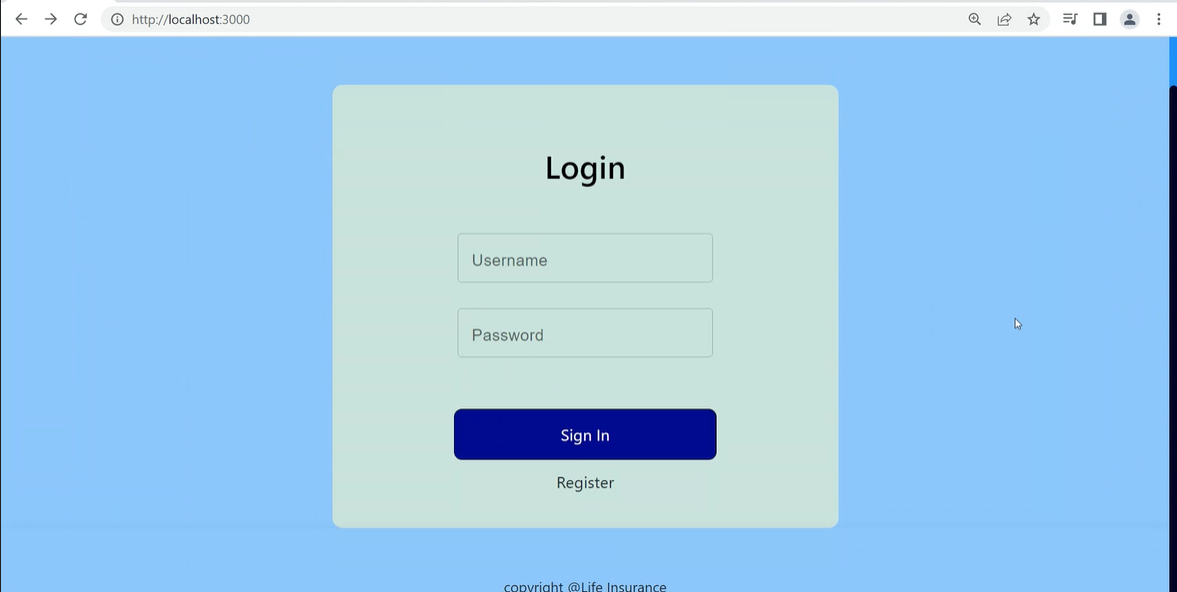 http://localhost:3000
Login
Username
Password
Sign In
Register
copyright @Life Insurance